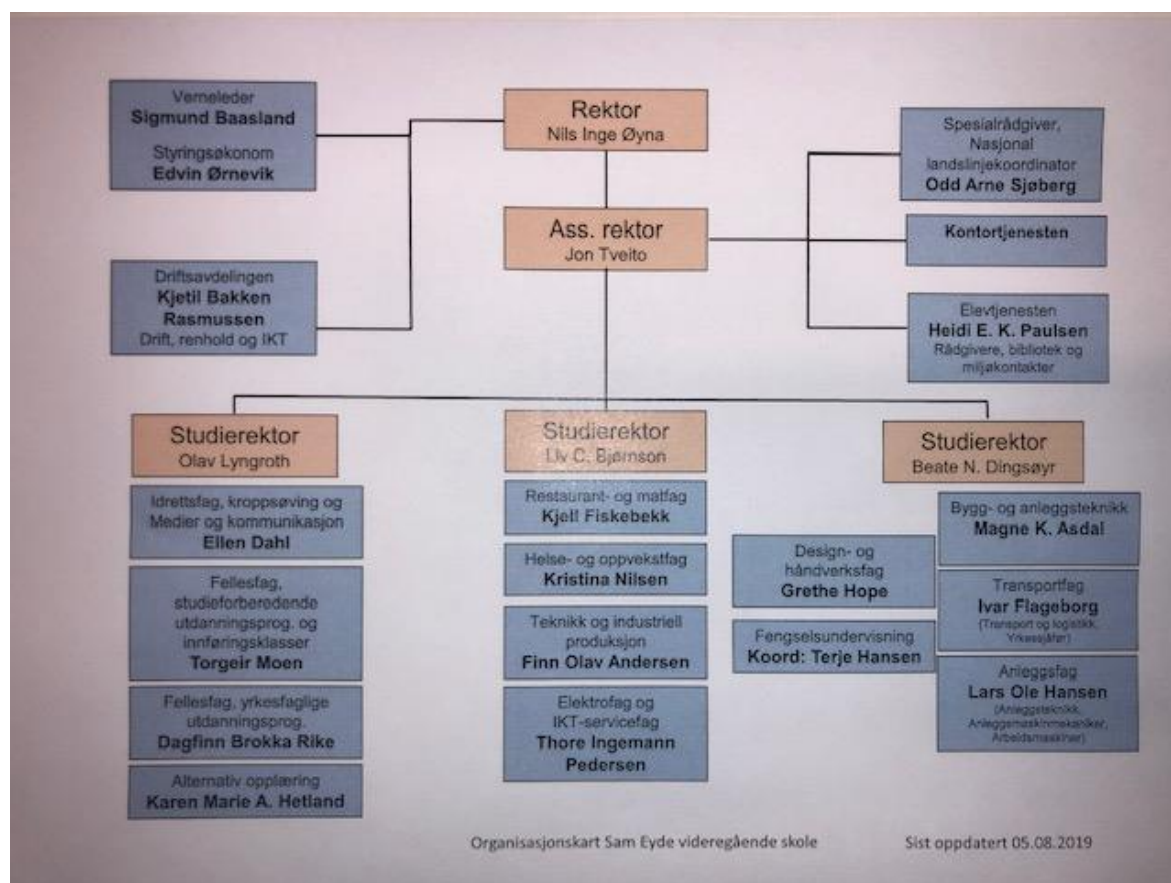 Verneleder
Sigmund Baasland
Styringsøkonom
Edvin Ørnevik
Rektor
Nils Inge Øyna
Spesialrådgiver,
Nasjonal
landslinjekoordinator
Odd Arne Sjøberg
Ass. rektor
Jon Tveito
Kontortjenesten
Driftsavdelingen
Kjetil Bakken
Rasmussen
Drift, renhold og IKT
Elevtjenesten
Heidi E. K. Paulsen
Rådgivere, bibliotek og
miljøkontakter
Studierektor
Olav Lyngroth
Idrettsfag, kroppsøving og
Medier og kommunikasjon
Ellen Dahl
Fellesfag,
studieforberedende
utdanningsprog. og
innføringsklasser
Torgeir Moen
Fellesfag, yrkesfaglige
utdanningsprog.
Dagfinn Brokka Rike
Alternativ opplæring
Karen Marie A. Hetland
Studierektor
Liv C. Bjørnson
Restaurant- og matfag
Kjell Fiskebekk
Helse- og oppvekstfag
Kristina Nilsen
Teknikk og industriell
produksjon
Finn Olav Andersen
Elektrofag og
IKT-servicefag
Thore Ingemann
Pedersen
Studierektor
Beate N. Dingsøyr
Design- og
håndverksfag
Grethe Hope
Fengselsundervisning
Koord: Terje Hansen
Bygg- og anleggsteknikk
Magne K. Asdal
Transportfag
Ivar Flageborg
(Transport og logistikk,
Yrkessjåfør)
Anleggsfag
Lars Ole Hansen
(Anleggsteknikk,
Anleggsmaskinmekaniker,
Arbeidsmaskiner)
Organisasjonskart Sam Eyde videregående skole
Sist oppdatert 05.08.2019